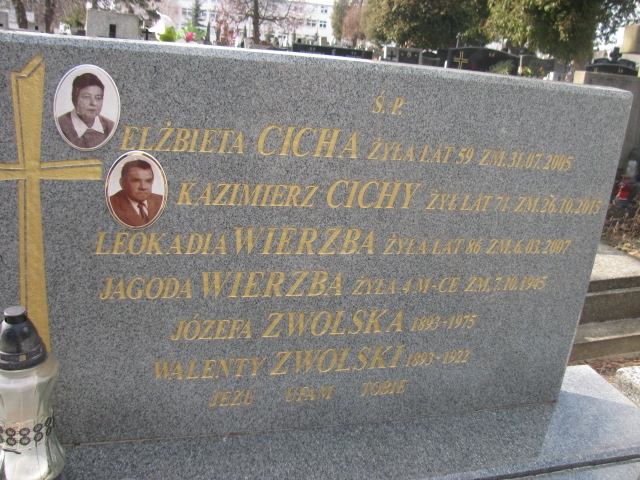 Ś. P.
ELŻBIETA CICHA ŻYŁA LAT 59 ZM. 31.07.2005
KAZIMIERZ CICHY ŻYŁ LAT 71 ZM. 26.10.2013
LEOKADIA WIERZBA ŻYŁA LAT 86 ZM. 6.03.2007
JAGODA WIERZBA ŻYŁA 4 M-CE ZM. 7.10.1945
JÓZEFA ZWOLSKA 1893-1975
WALENTY ZWOLSKI 1893-1922
JEZU UFAM TOBIE